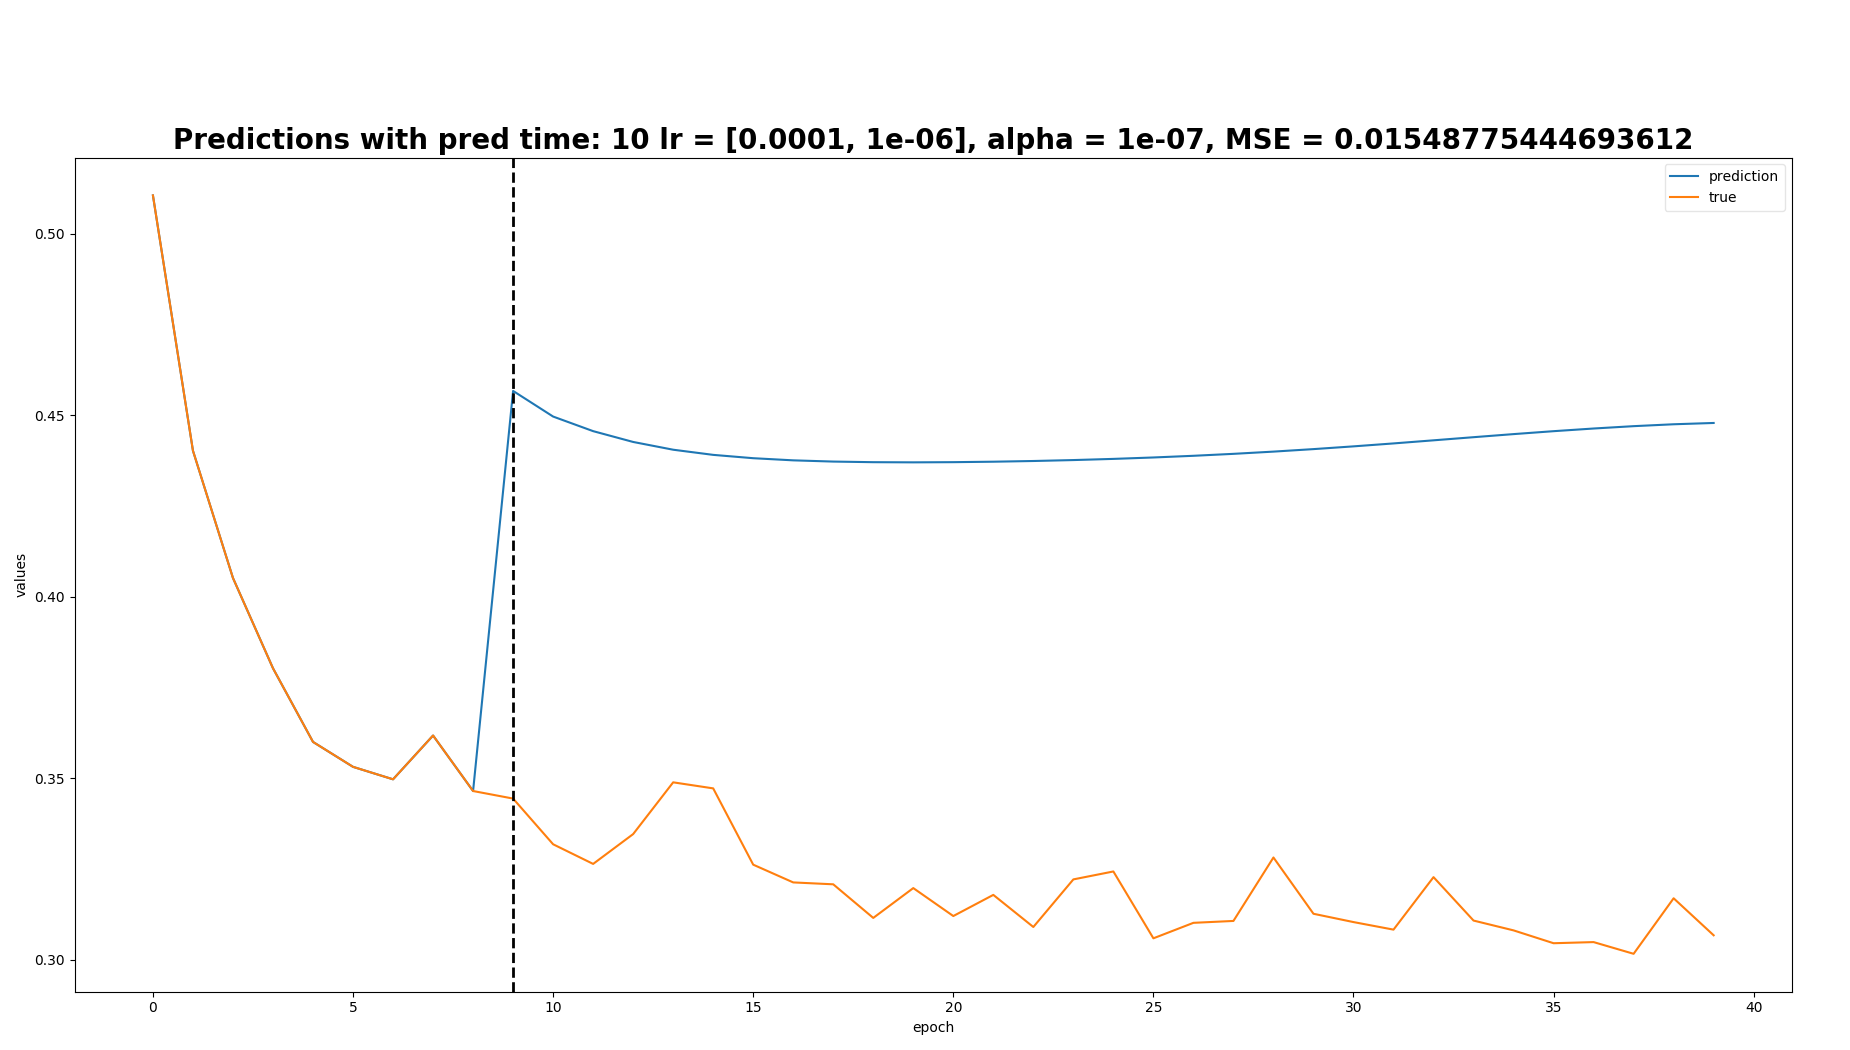 Predictions with pred time: 10 lr = [0.0001, 1e-06], alpha = 1e-07, MSE = 0.01548775444693612
prediction
true
0.50
0.45
0.40
0.35
0.30
values
0 5 10 15 20 25 30 35 40
epoch